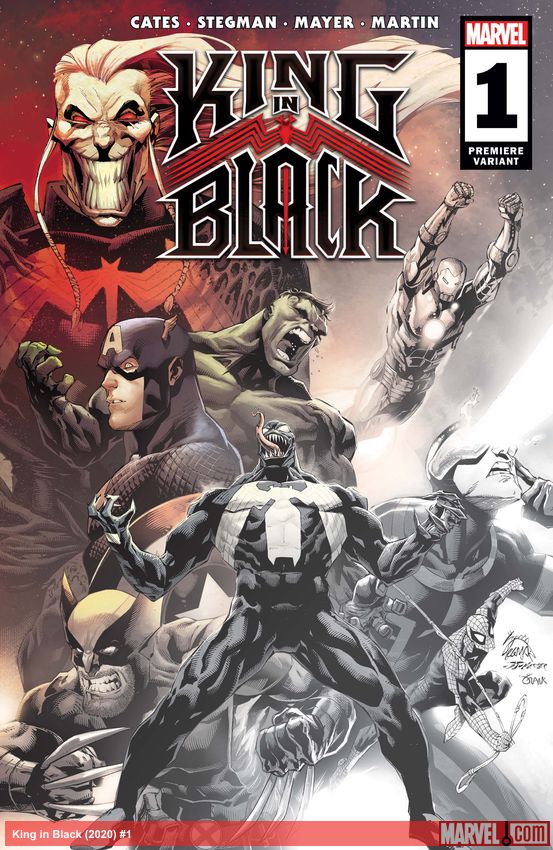 CATES • STEGMAN • MAYER • MARTIN
KING
IN
BLACK
MARVEL
1
PREMIERE
VARIANT
A
King in Black (2020) #1
MARVEL.com